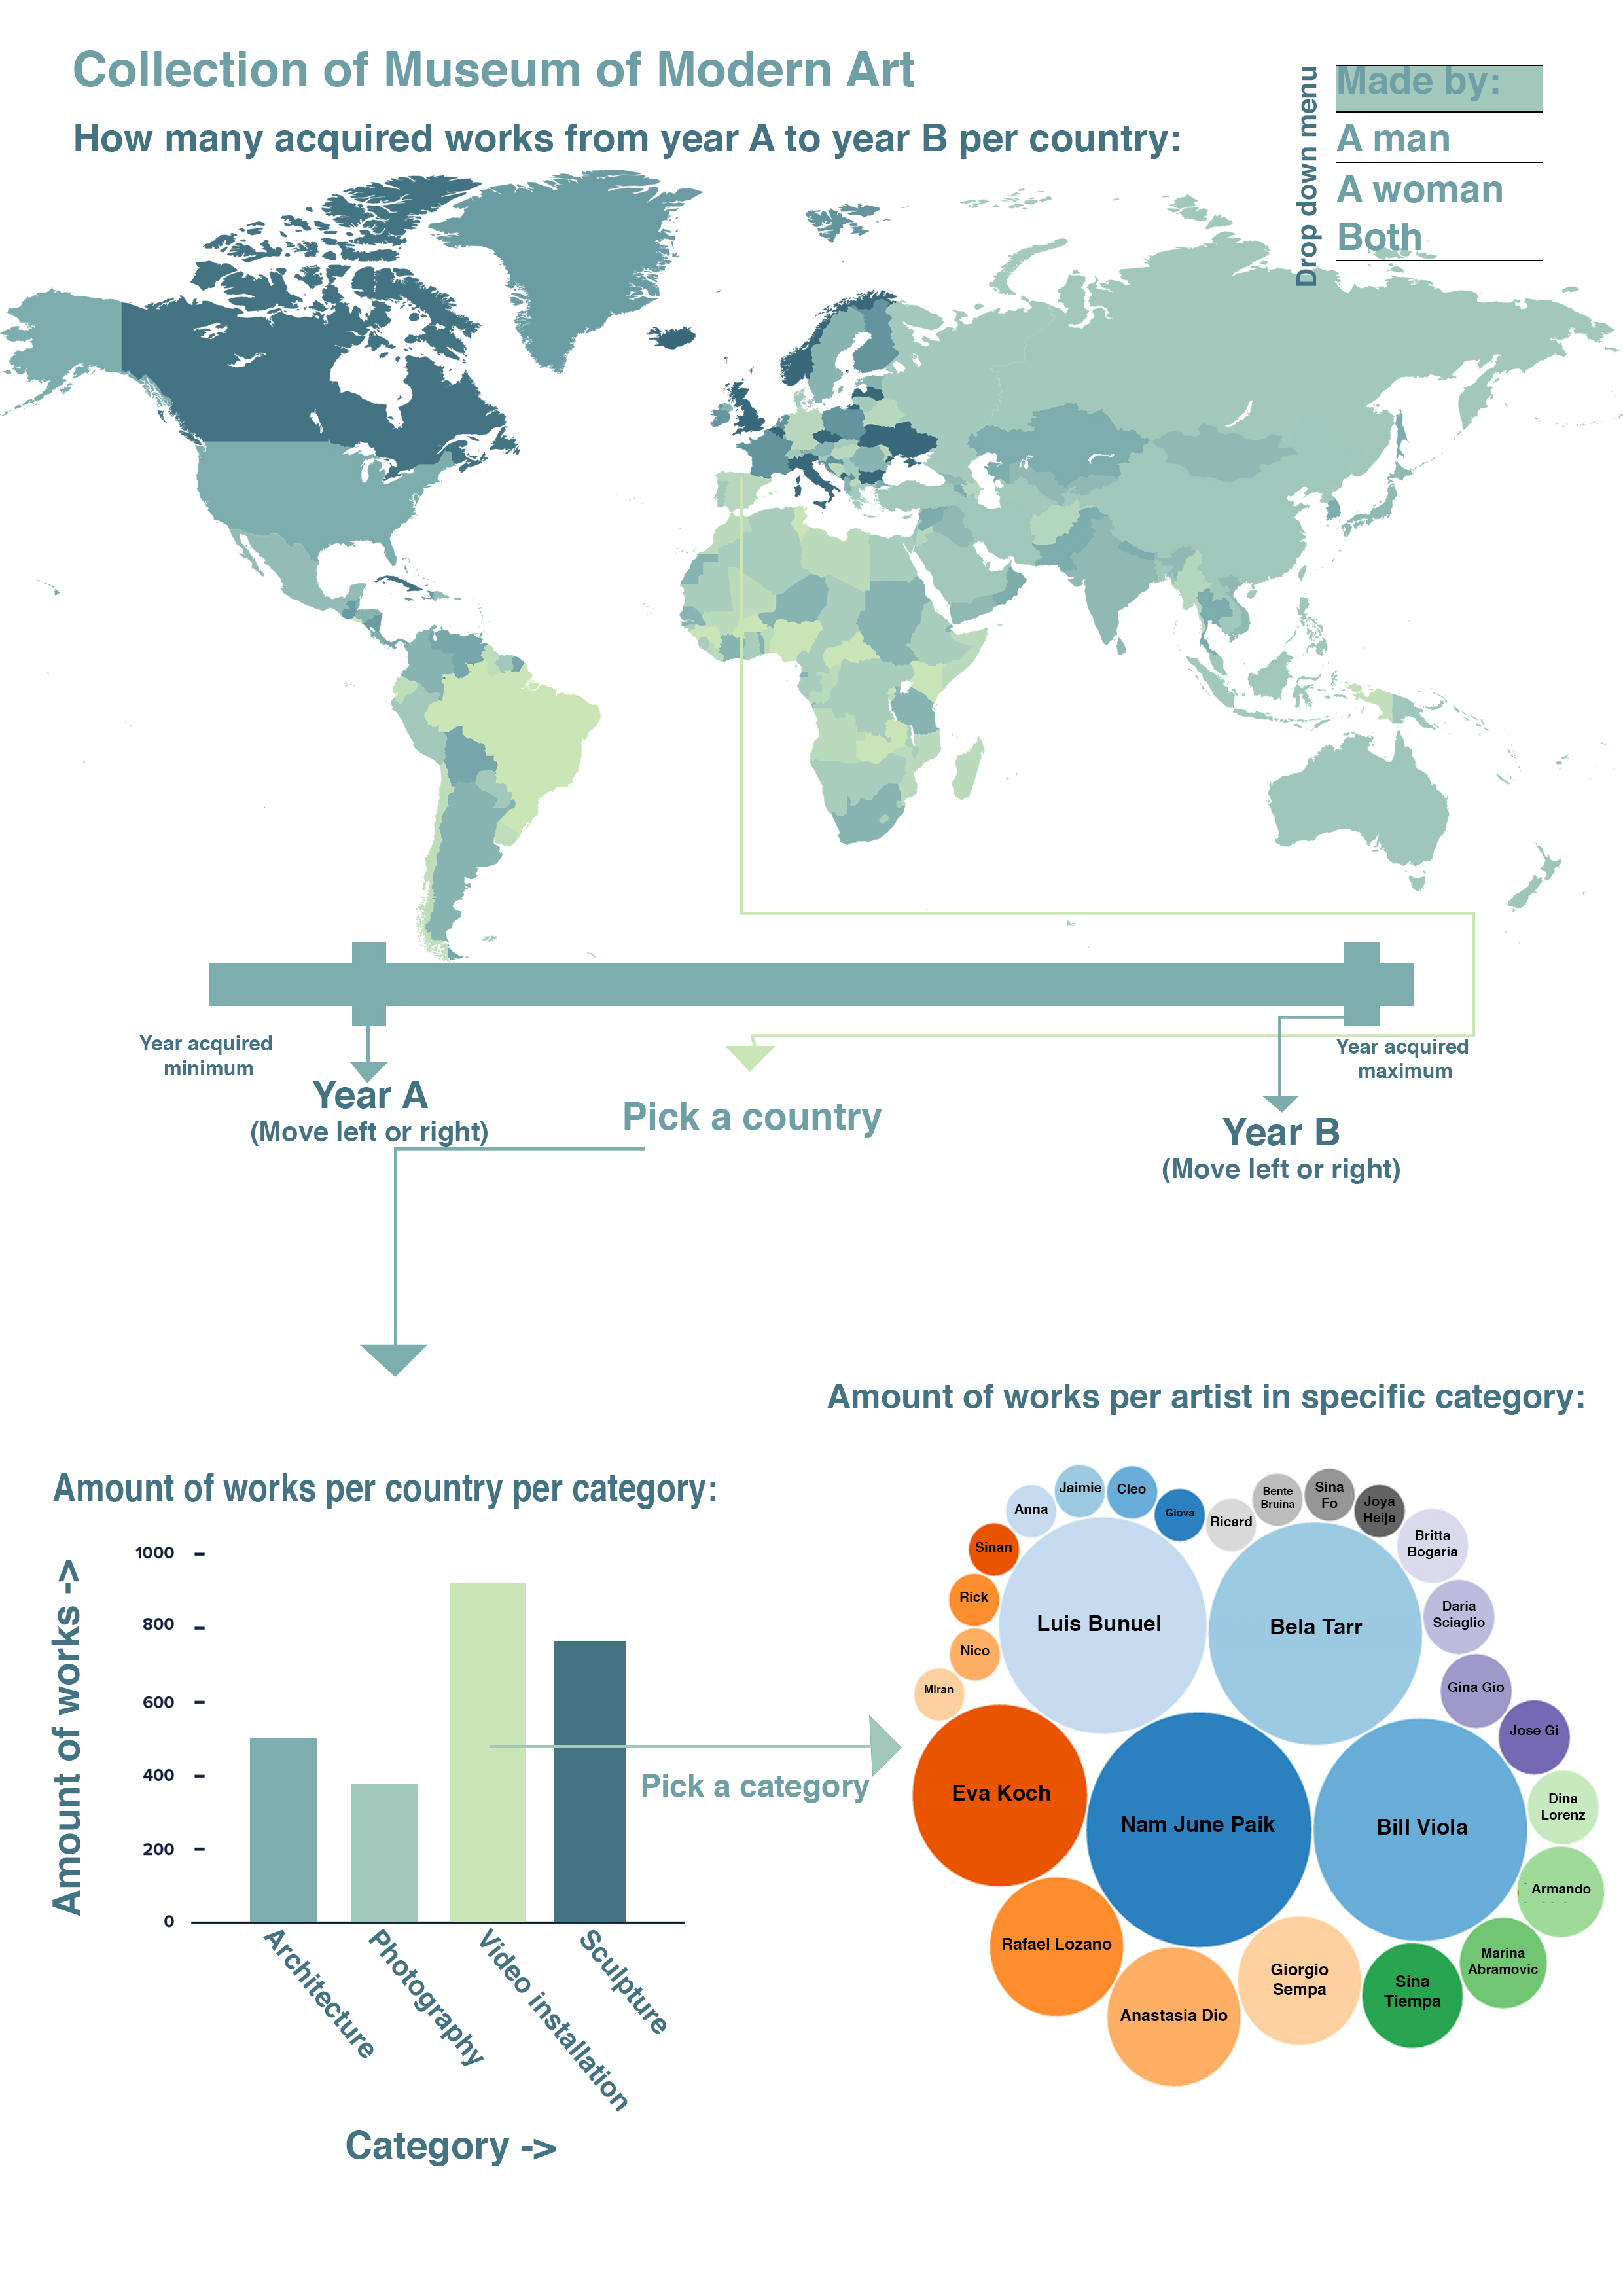 Collection of Museum of Modern Art
How many acquired works from year A to year B per country:
Drop down menu
Made by:
A man
A woman
Both
Year acquired
minimum
Year A
(Move left or right)
Pick a country
Year acquired
maximum
Year B
(Move left or right)
Amount of works per country per category:
Amount of works ->
1000
800
600
400
200
0
Architecture
Photography
Video installation
Sculpture
Category ->
Pick a category
Amount of works per artist in specific category:
Jaimie
Cleo
Anna
Giova
Ricard
Bente
Bruina
Sina
Fo
Joya
Heija
Britta
Bogaria
Sinan
Rick
Nico
Miran
Luis Bunuel
Bela Tarr
Daria
Sciaglio
Gina Gio
Jose Gi
Eva Koch
Nam June Paik
Bill Viola
Dina
Lorenz
Armando
Rafael Lozano
Anastasia Dio
Giorgio
Sempa
Sina
Tiempa
Marina
Abramovic